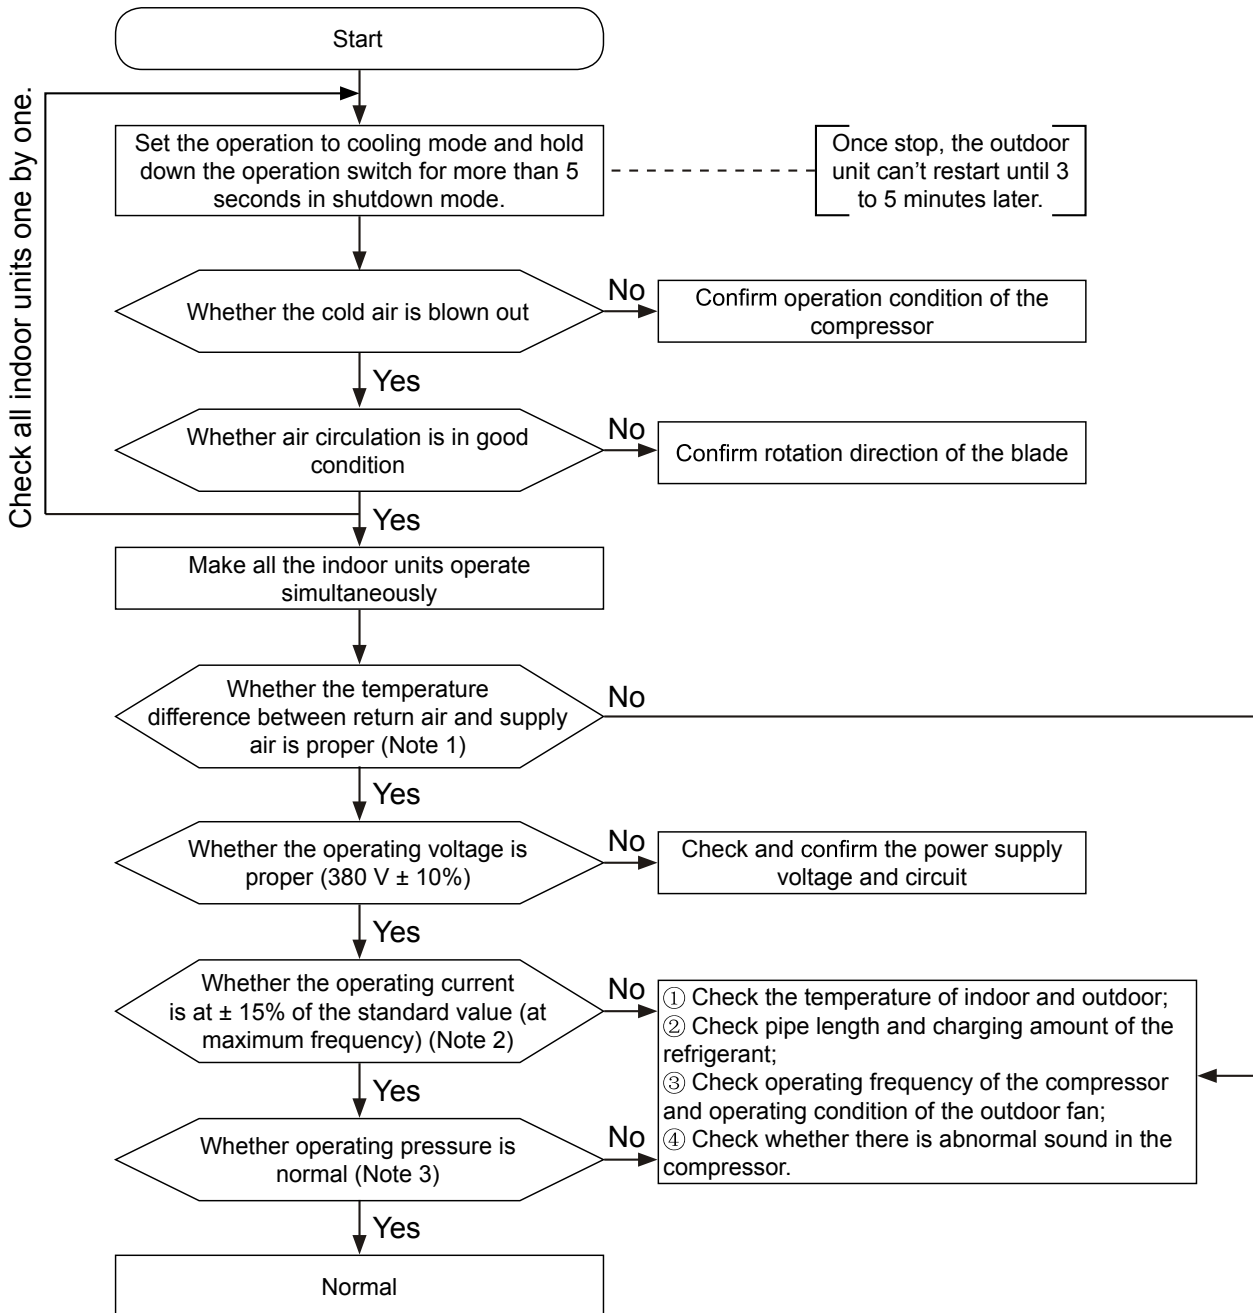 Start
Check all indoor units one by one.
Set the operation to cooling mode and hold
down the operation switch for more than 5
seconds in shutdown mode.
Once stop, the outdoor
unit can’t restart until 3
to 5 minutes later.
Whether the cold air is blown out
No
Confirm operation condition of the
compressor
Yes
Whether air circulation is in good
condition
No
Confirm rotation direction of the blade
Yes
Make all the indoor units operate
simultaneously
Whether the temperature
difference between return air and supply
air is proper (Note 1)
No
Yes
Whether the operating voltage is
proper (380 V ± 10%)
No
Check and confirm the power supply
voltage and circuit
Yes
Whether the operating current
is at ± 15% of the standard value (at
maximum frequency) (Note 2)
No
① Check the temperature of indoor and outdoor;
② Check pipe length and charging amount of the
refrigerant;
③ Check operating frequency of the compressor
and operating condition of the outdoor fan;
④ Check whether there is abnormal sound in the
compressor.
Yes
Whether operating pressure is
normal (Note 3)
No
Yes
Normal